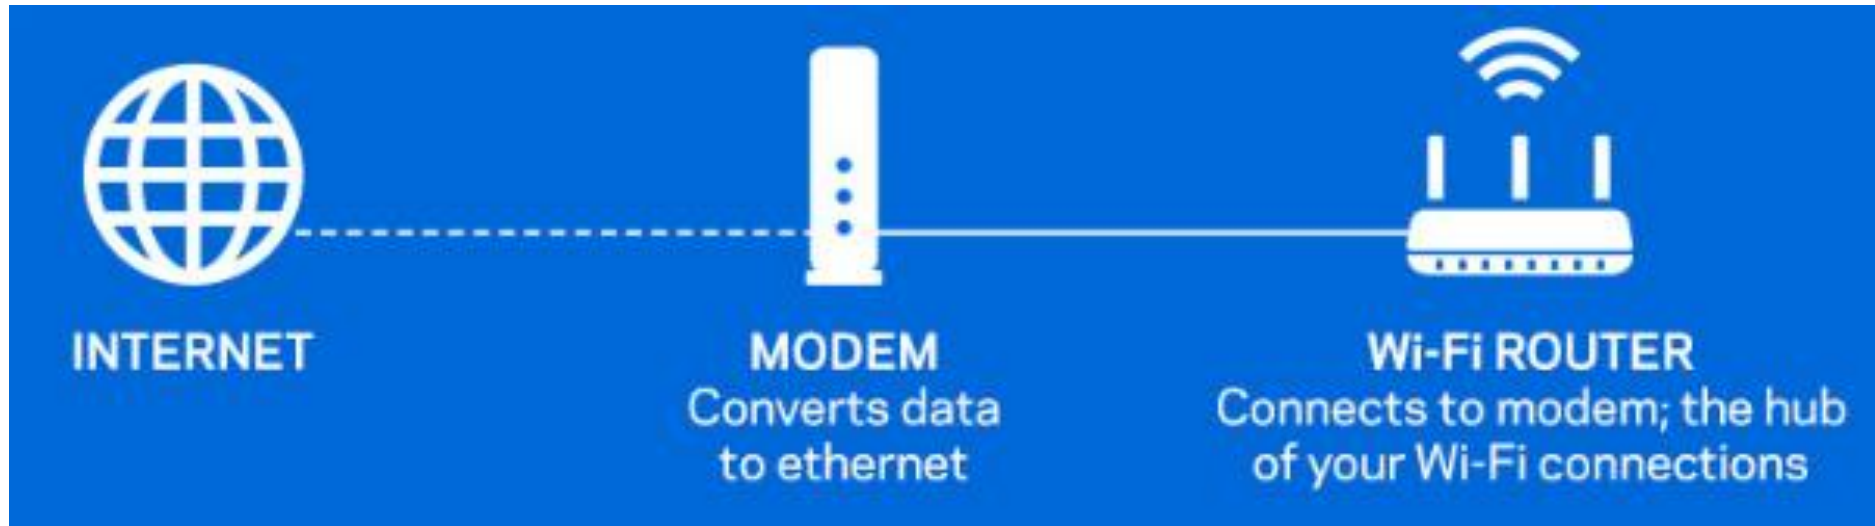 INTERNET
MODEM
Converts data
to ethernet
Wi-Fi ROUTER
Connects to modem; the hub
of your Wi-Fi connections